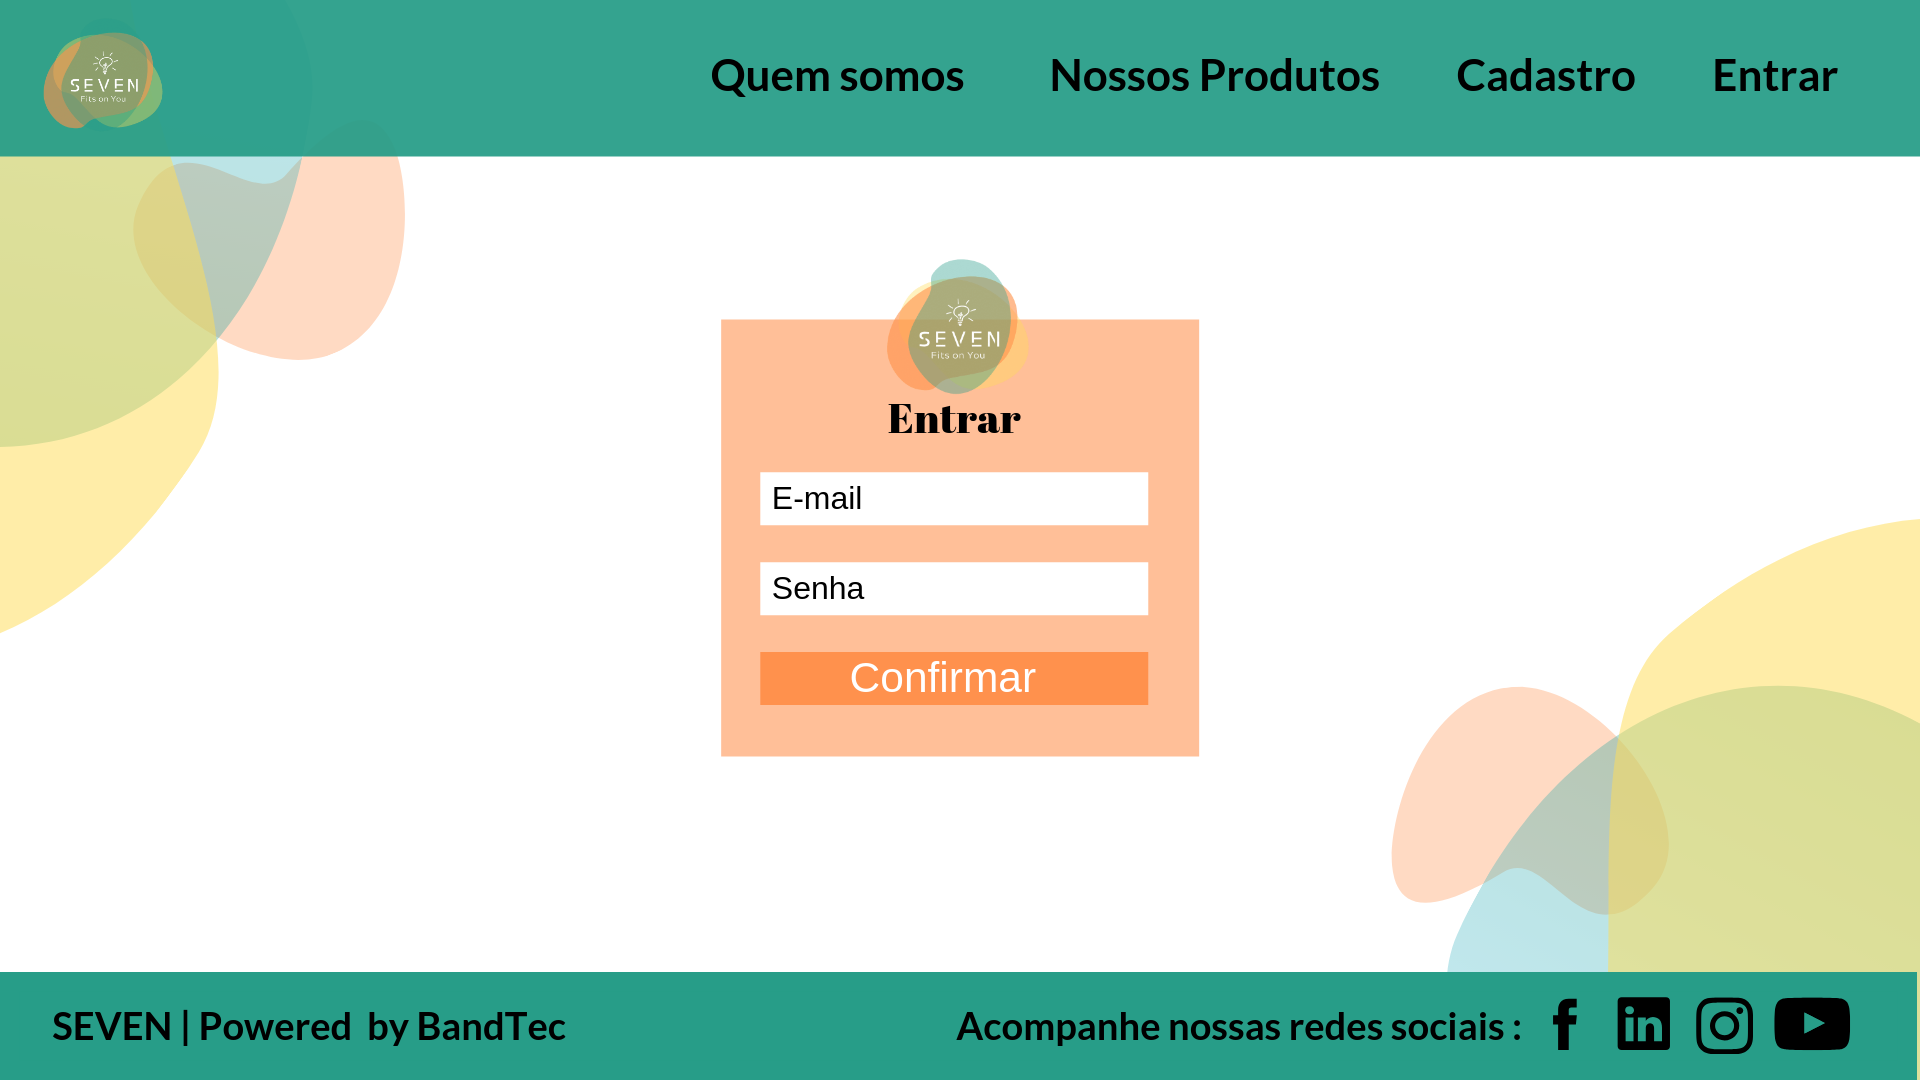 SEVEN
Fits on You
Quem somos
Nossos Produtos
Cadastro
Entrar
SEVEN
Fits on You
Entrar
E-mail
Senha
Confirmar
SEVEN | Powered by BandTec
Acompanhe nossas redes sociais :